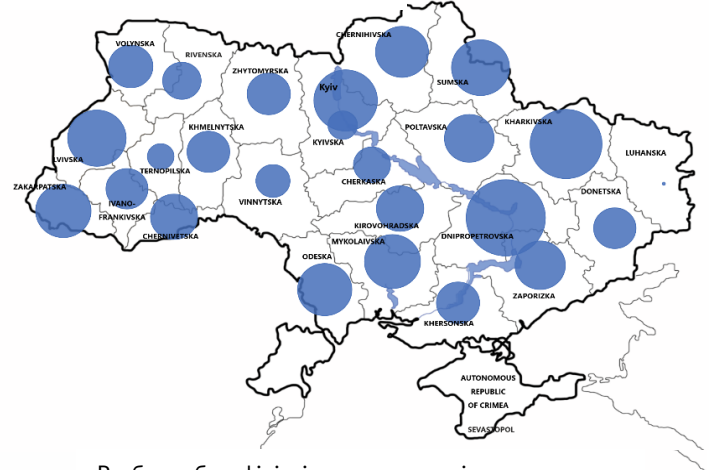 CHERNIHIVSKA
VOLYNSKA
RIVENSKA
ZHYTOMYRSKA
SUMSKA
Kyiv
KHARKIVSKA
KHMELNYTSKA
POLTAVSKA
KYIVSKA
LUHANSKA
LVIVSKA
TERNOPILSKA
CHERKASKA
ZAKARPATSKA
DONETSKA
IVANO-
FRANKIVSKA
VINNYTSKA
KIROVOHRADSKA
CHERNIVETSKA
DNIPROPETROVSKA
MYKOLAIVSKA
ODESKA
ZAPORIZKA
KHERSONSKA
AUTONOMOUS
REPUBLIC
OF CRIMEA
SEVASTOPOL